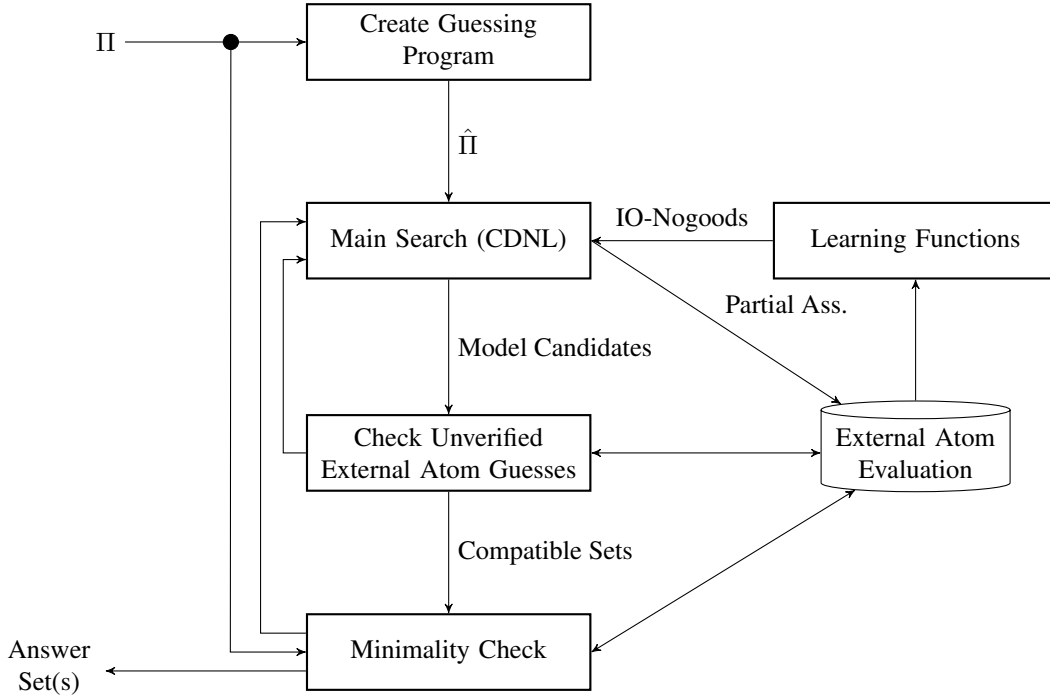 Create Guessing
Program
Π
Π̂
IO-Nogoods
Main Search (CDNL)
Learning Functions
Partial Ass.
Model Candidates
Check Unverified
External Atom Guesses
External Atom
Evaluation
Compatible Sets
Minimality Check
Answer
Set(s)